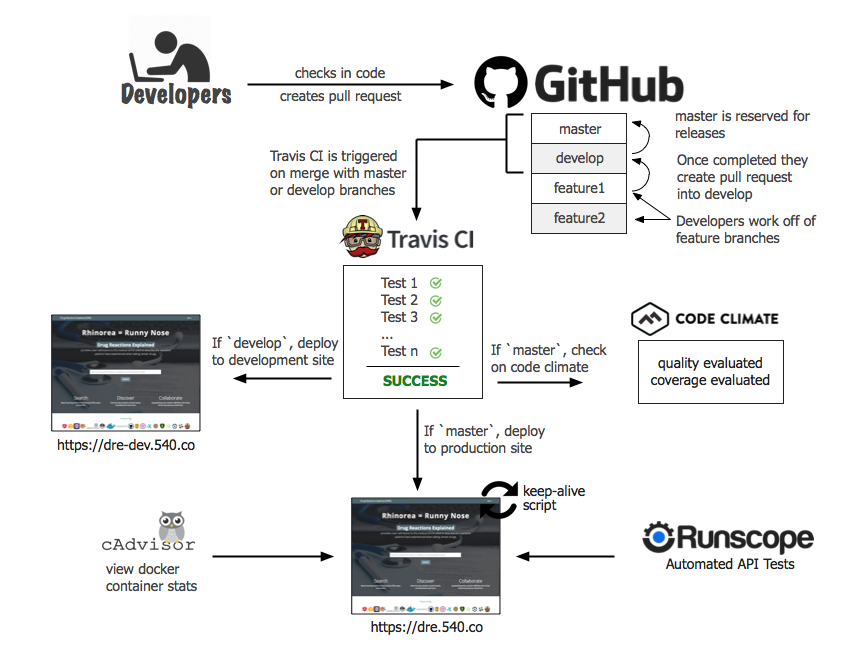 Developers
checks in code
creates pull request
GitHub
master
develop
feature1
feature2
master is reserved for
releases
Once completed they
create pull request
into develop
Developers work off of
feature branches
Travis CI is triggered
on merge with master
or develop branches
T
Travis CI
Test 1
Test 2
Test 3
...
Test n
SUCCESS
If `develop`, deploy
to development site
Rhinorea = Runny Nose
Drug Reactions Explained
Search
Discover
Collaborate
https://dre-dev.540.co
If `master`, check
on code climate
CODE CLIMATE
quality evaluated
coverage evaluated
If `master`, deploy
to production site
keep-alive
script
cAdvisor
view docker
container stats
Rhinorea = Runny Nose
Drug Reactions Explained
Search
Discover
Collaborate
https://dre.540.co
Runscope
Automated API Tests